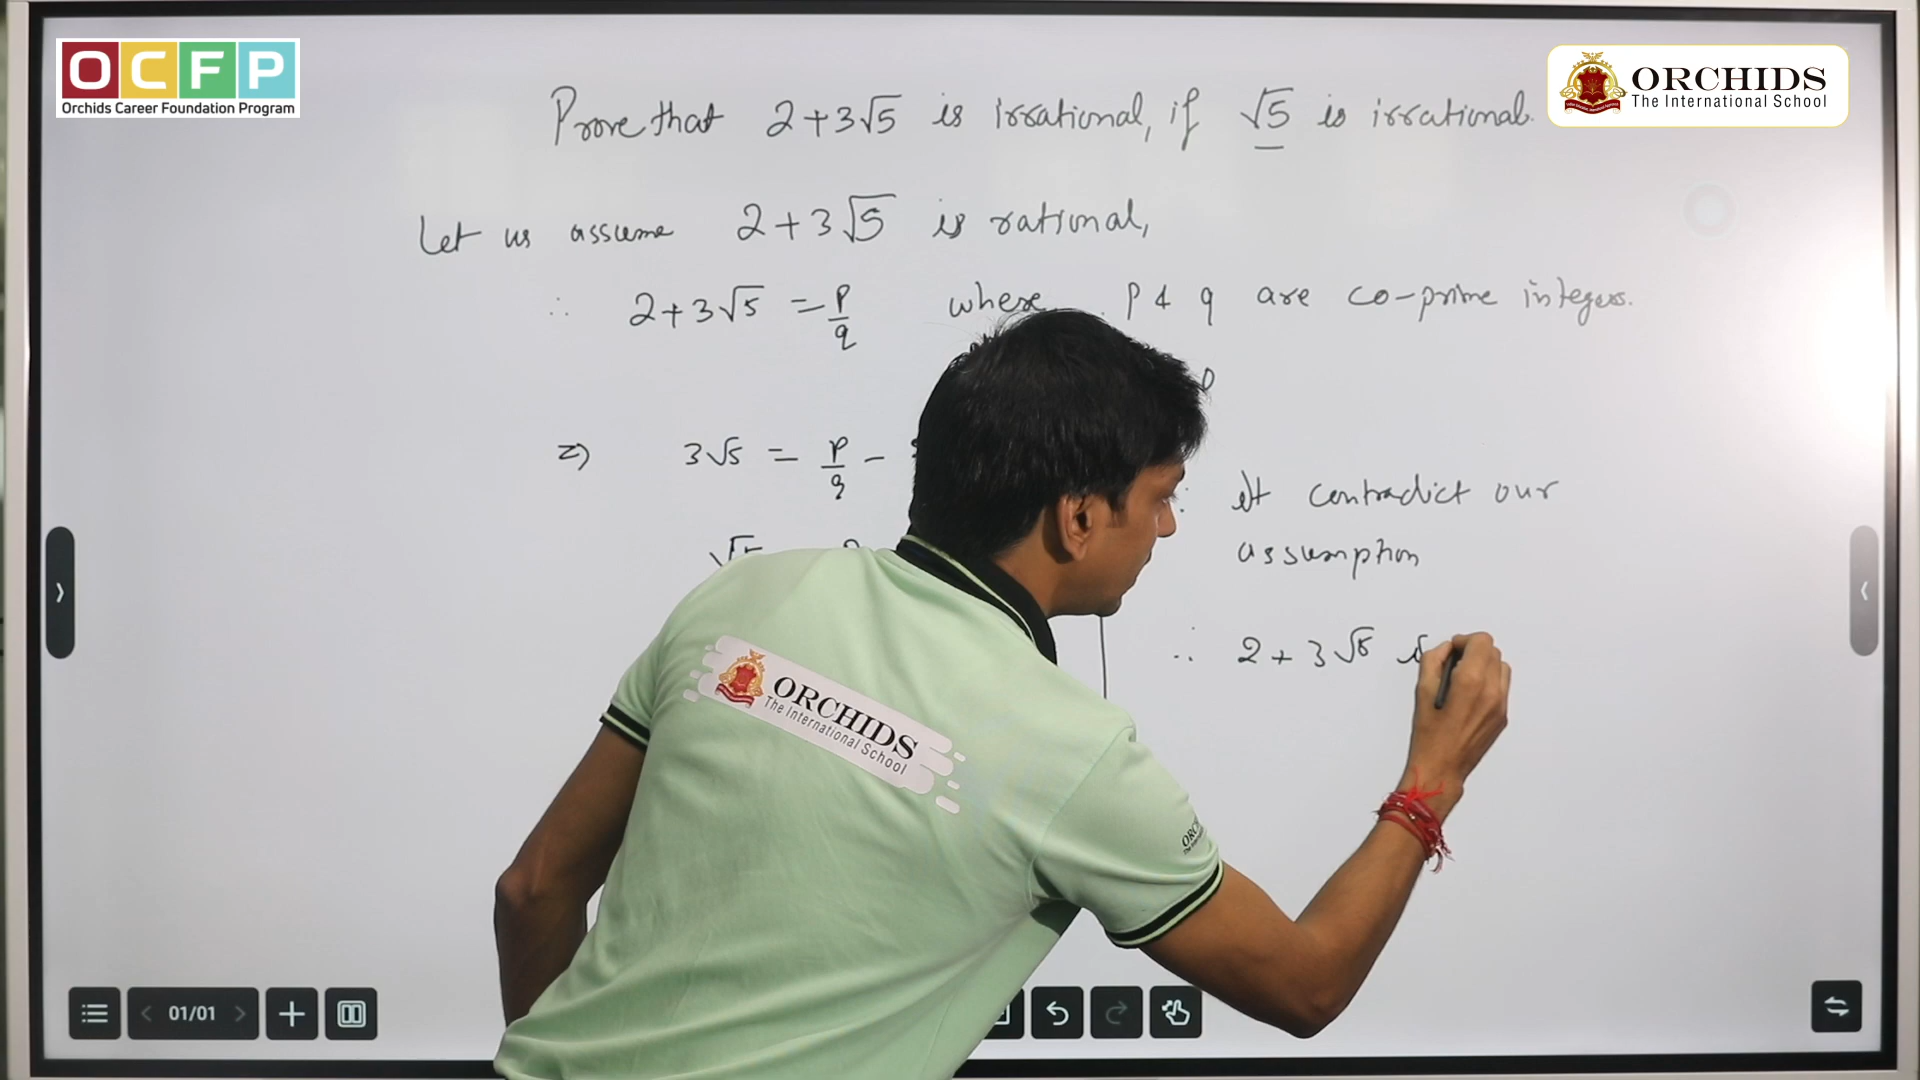 OCFP
Orchids Career Foundation Program
ORCHIDS
The International School
Prove that 2+3√5 is irrational, if √5 is irrational.
Let us assume 2+3√5 is rational,
∴ 2+3√5 = p/q where p & q are co-prime integers.
3√5 = p/q −
√5
∴ It contradict our
assumption
∴ 2+3√5 is
ORCHIDS
The International School
01/01